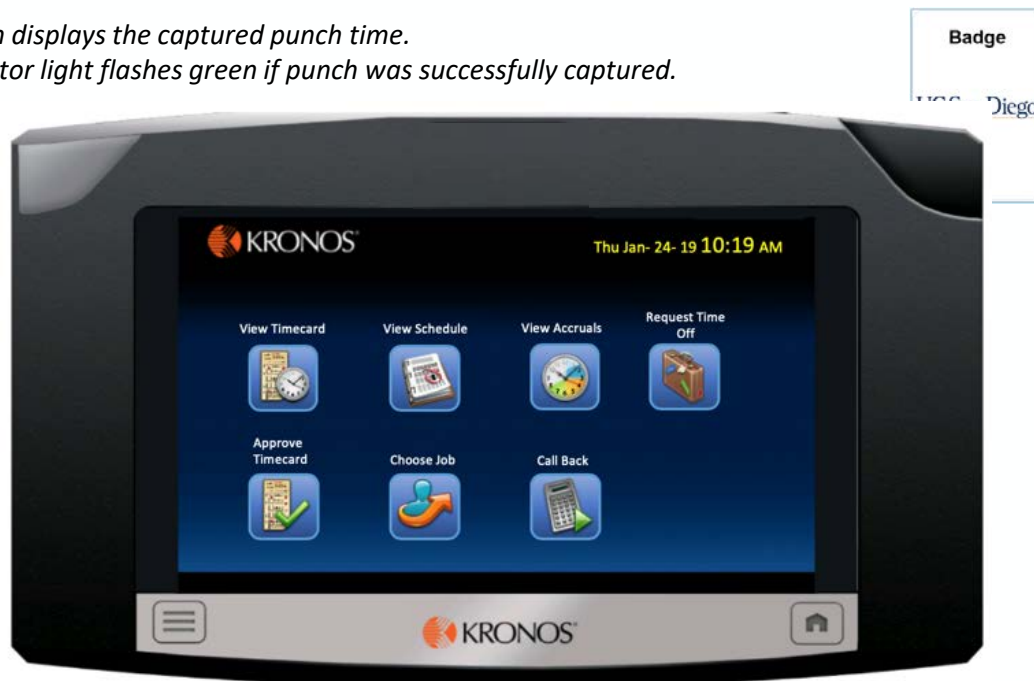 displays the captured punch time.
light flashes green if punch was successfully captured.
Badge
Diego
KRONOS
Thu Jan- 24- 19 10:19 AM
View Timecard
View Schedule
View Accruals
Request Time
Off
Approve
Timecard
Choose Job
Call Back
KRONOS